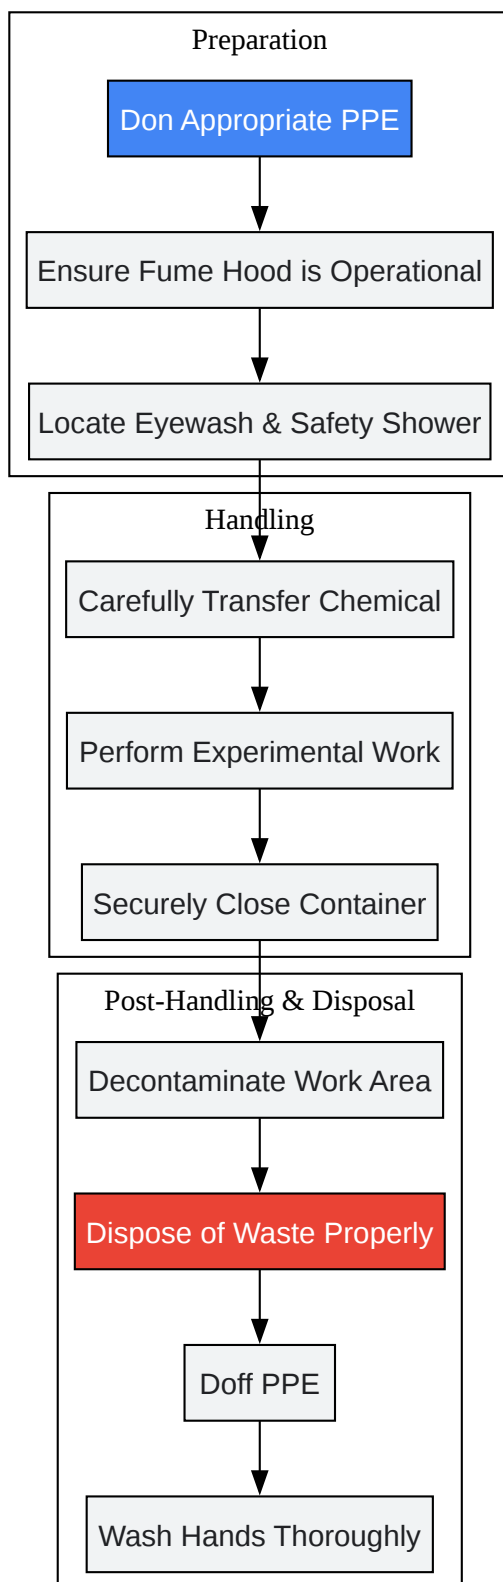 Preparation
Don Appropriate PPE
Ensure Fume Hood is Operational
Locate Eyewash & Safety Shower
Handling
Carefully Transfer Chemical
Perform Experimental Work
Securely Close Container
Post-Handling & Disposal
Decontaminate Work Area
Dispose of Waste Properly
Doff PPE
Wash Hands Thoroughly